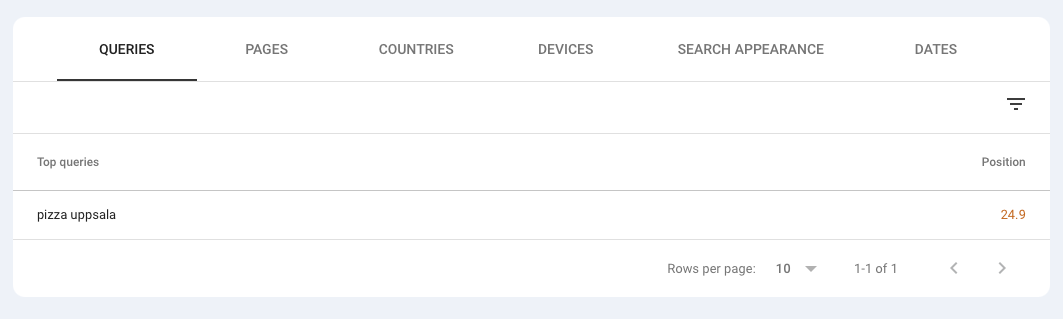 QUERIES PAGES COUNTRIES DEVICES SEARCH APPEARANCE DATES
Top queries Position
pizza uppsala 24.9
Rows per page: 10 1-1 of 1